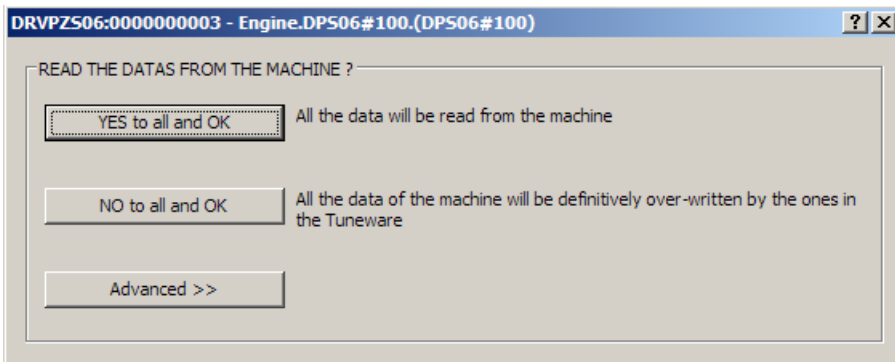 DRVPZS06:0000000003 - Engine.DPS06#100.(DPS06#100)
READ THE DATAS FROM THE MACHINE ?
YES to all and OK
All the data will be read from the machine
NO to all and OK
All the data of the machine will be definitively over-written by the ones in
the Tuneware
Advanced >>